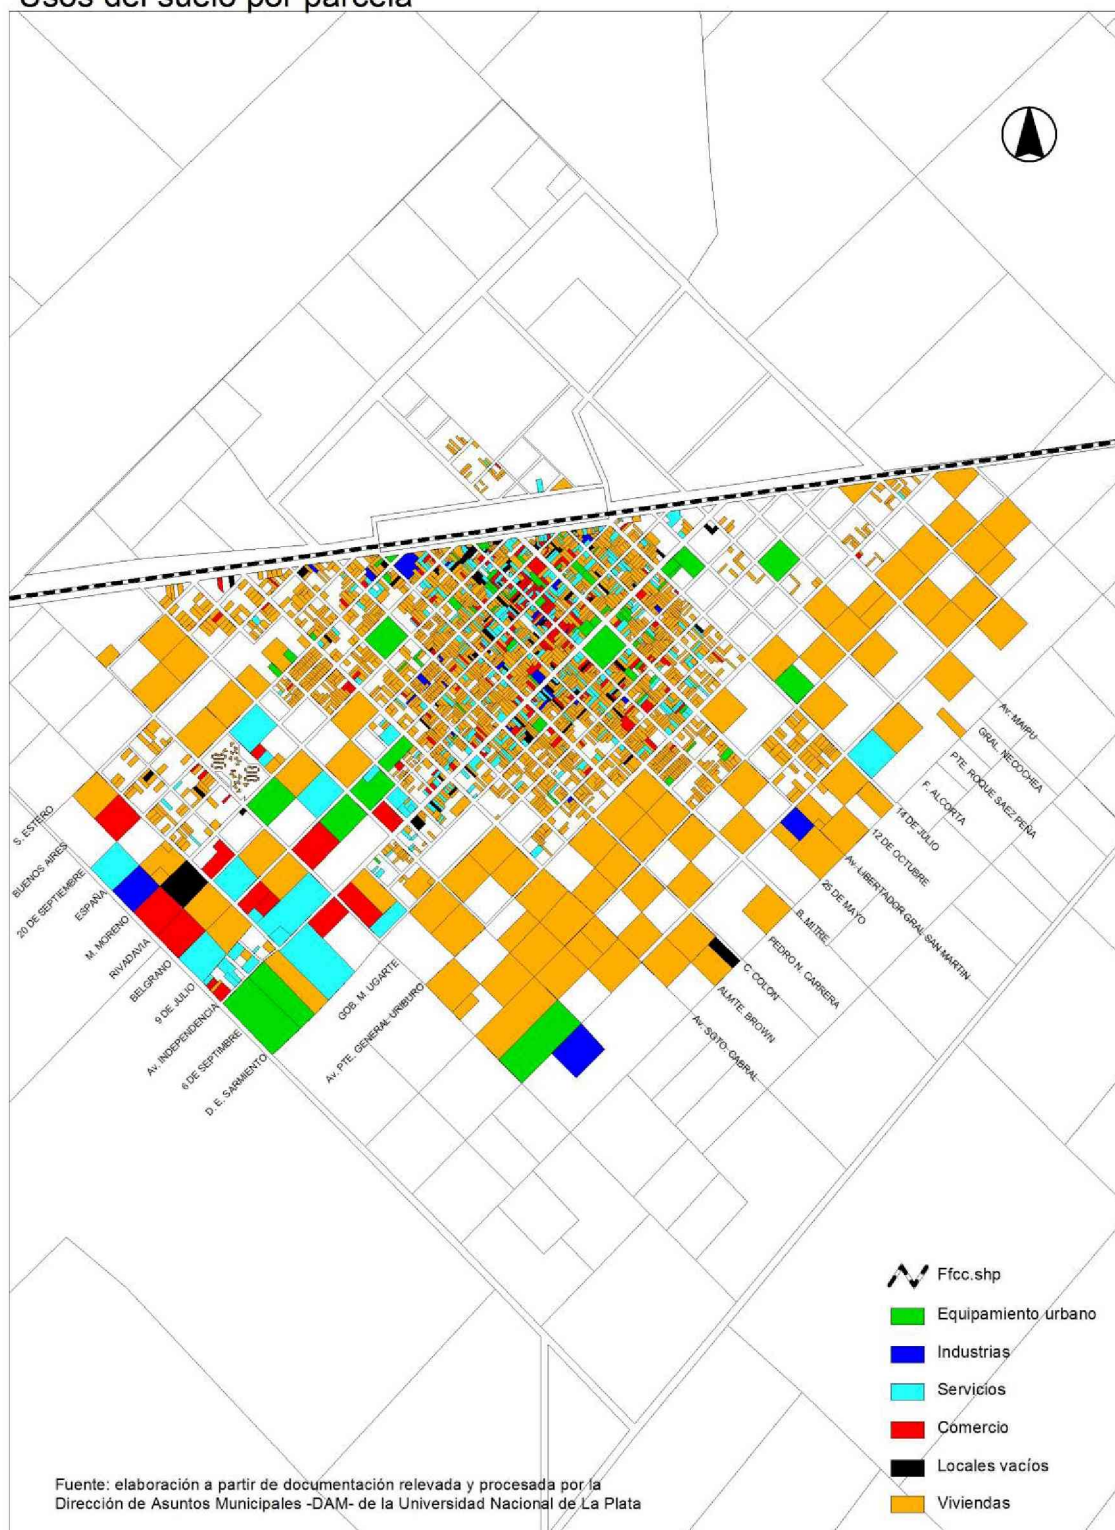 Usos del suelo por parcela
Av. MAIPU
GRAL. NECOCHEA
PTE. ROQUE SAEZ PEÑA
F. ALCORTA
14 DE JULIO
12 DE OCTUBRE
Av-LIBERTADOR GRAL SAN MARTIN
25 DE MAYO
B. MITRE
PEDRO N. CARRERA
C. COLON
ALMTE. BROWN
Av. SGTO. CABRAL
S. ESTERO
BUENOS AIRES
20 DE SEPTIEMBRE
ESPAÑA
M. MORENO
RIVADAVIA
BELGRANO
9 DE JULIO
Av. INDEPENDENCIA
6 DE SEPTIEMBRE
D. E. SARMIENTO
GOB. M. UGARTE
Av. PTE. GENERAL URIBURO
Ffcc.shp
Equipamiento urbano
Industrias
Servicios
Comercio
Locales vacíos
Viviendas
Fuente: elaboración a partir de documentación relevada y procesada por la
Dirección de Asuntos Municipales -DAM- de la Universidad Nacional de La Plata